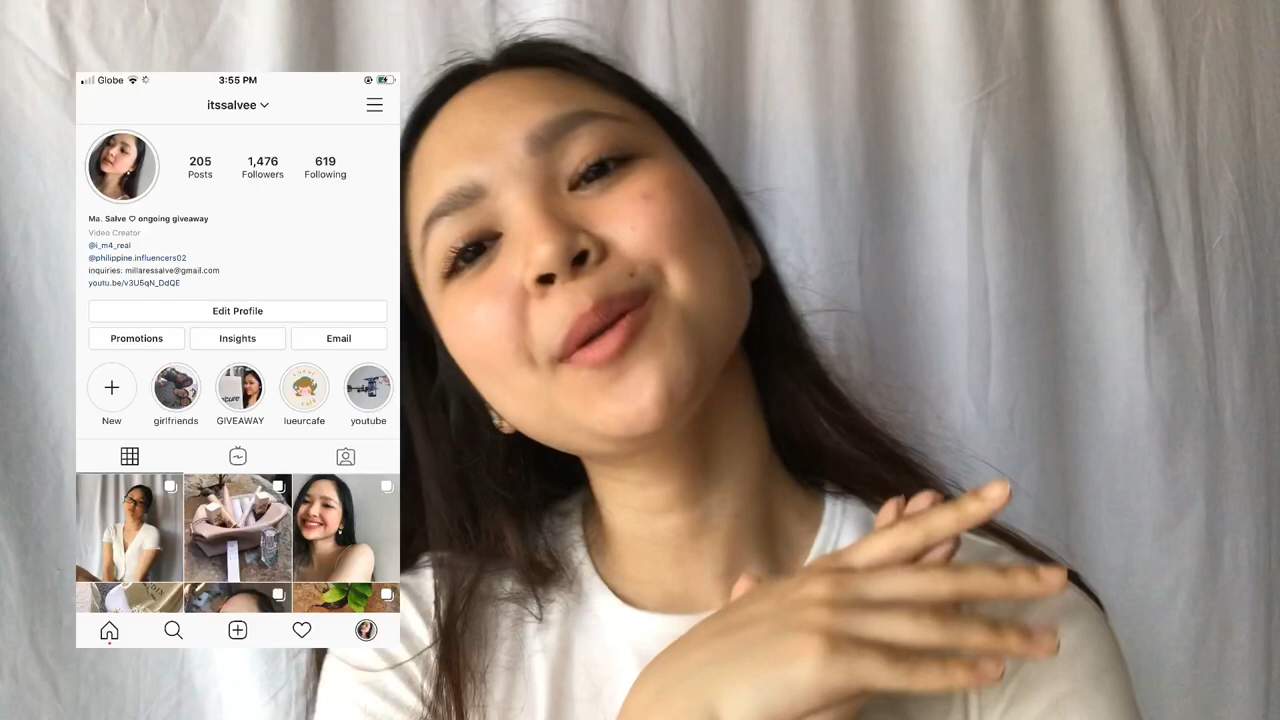 Globe 3:55 PM
itssalvee
205 1,476 619
Posts Followers Following
Ma. Salve ♡ ongoing giveaway
Video Creator
@i_m4_real
@philippine.influencers02
inquiries: millaressalve@gmail.com
youtu.be/v3U5qN_DdQE
Edit Profile
Promotions Insights Email
New girlfriends GIVEAWAY lueurcafe youtube